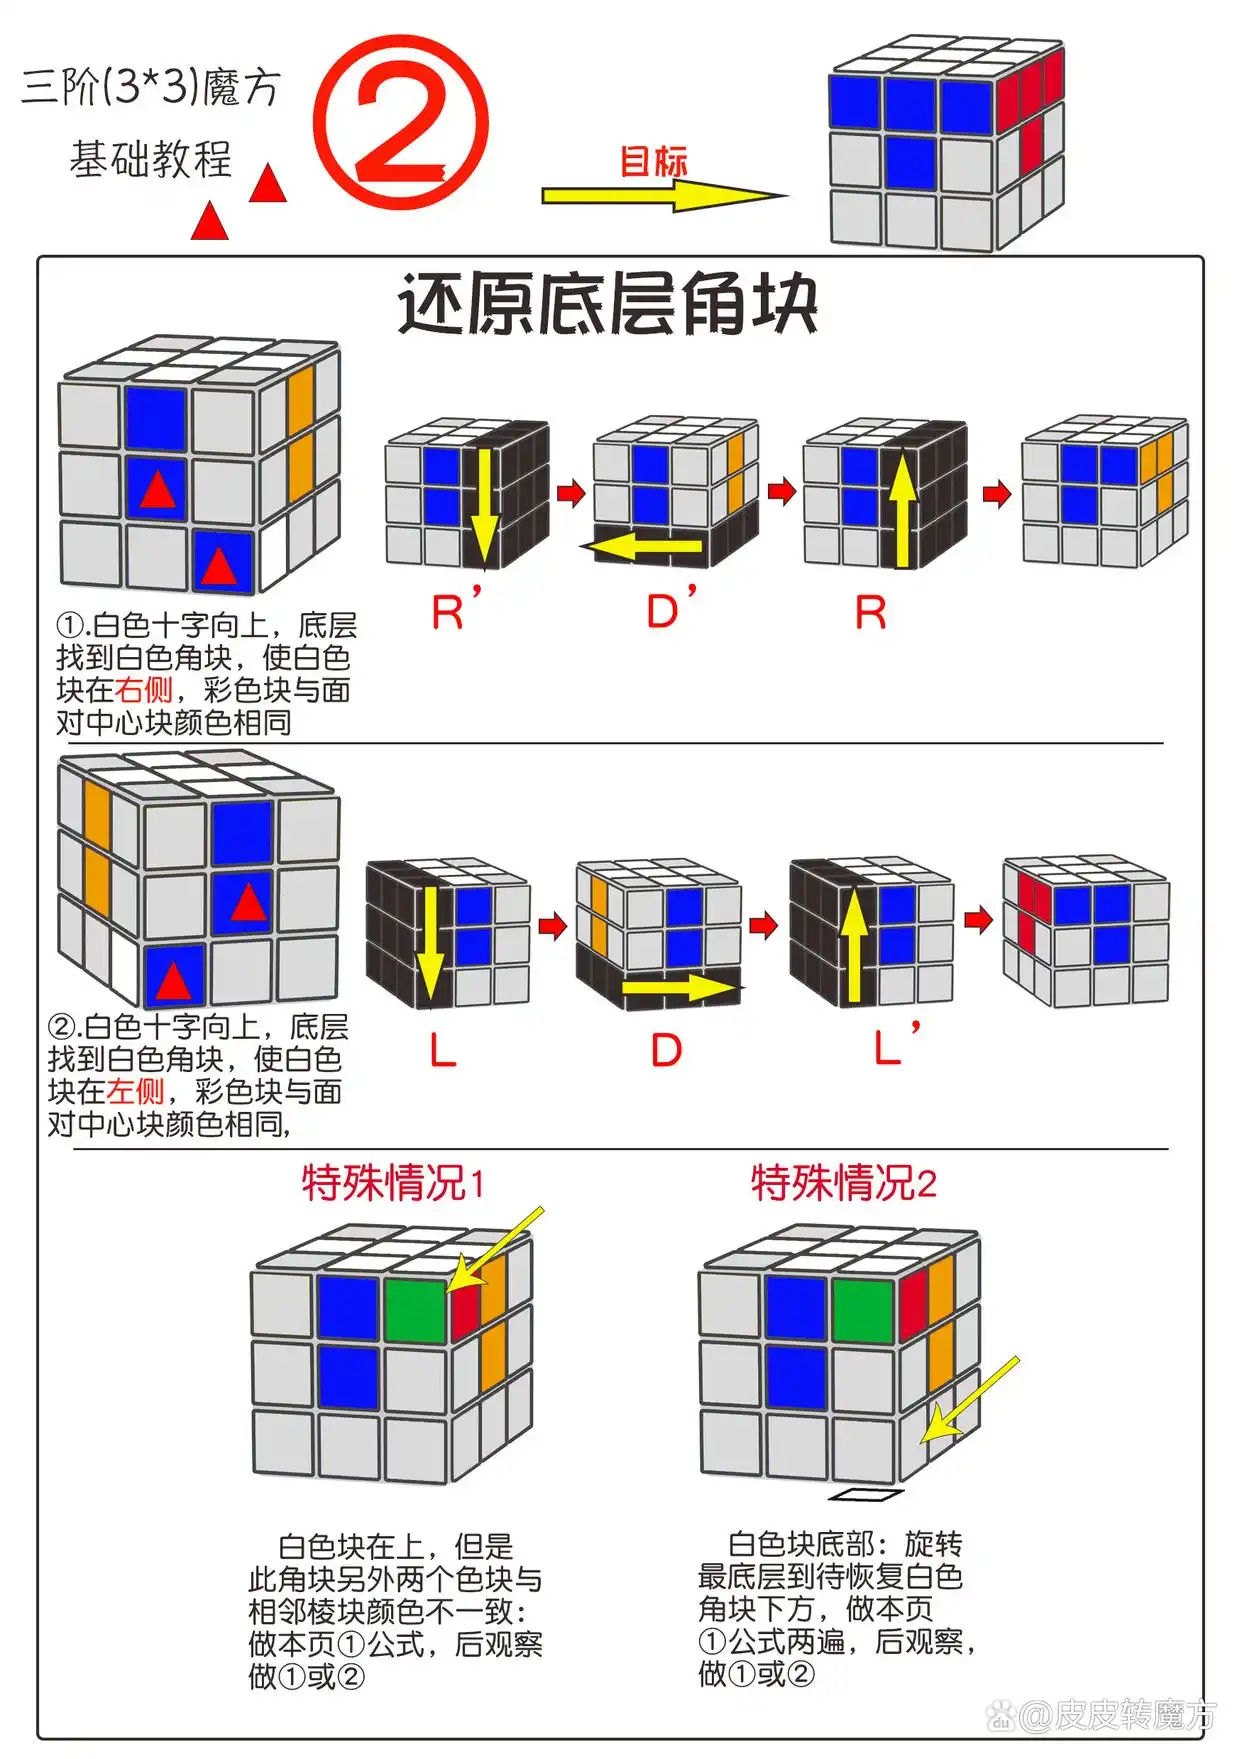 三阶(3*3)魔方
基础教程
2
目标
还原底层角块
R’
D’
R
①.白色十字向上，底层
找到白色角块，使白色
块在右侧，彩色块与面
对中心块颜色相同
L
D
L’
②.白色十字向上，底层
找到白色角块，使白色
块在左侧，彩色块与面
对中心块颜色相同,
特殊情况1
白色块在上，但是
此角块另外两个色块与
相邻棱块颜色不一致：
做本页①公式，后观察
做①或②
特殊情况2
白色块底部：旋转
最底层到待恢复白色
角块下方，做本页
①公式两遍，后观察，
做①或②
du @皮皮转魔方